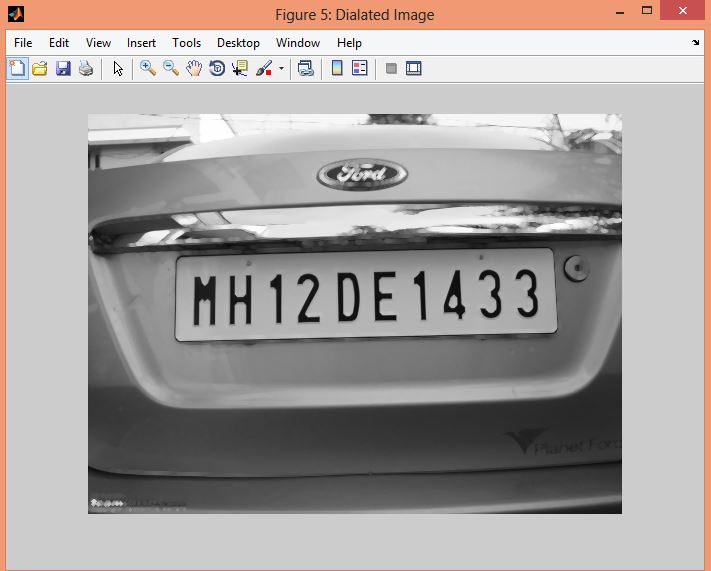 Figure 5: Dialated Image
File Edit View Insert Tools Desktop Window Help
Ford
MH12DE1433
Planet Ford